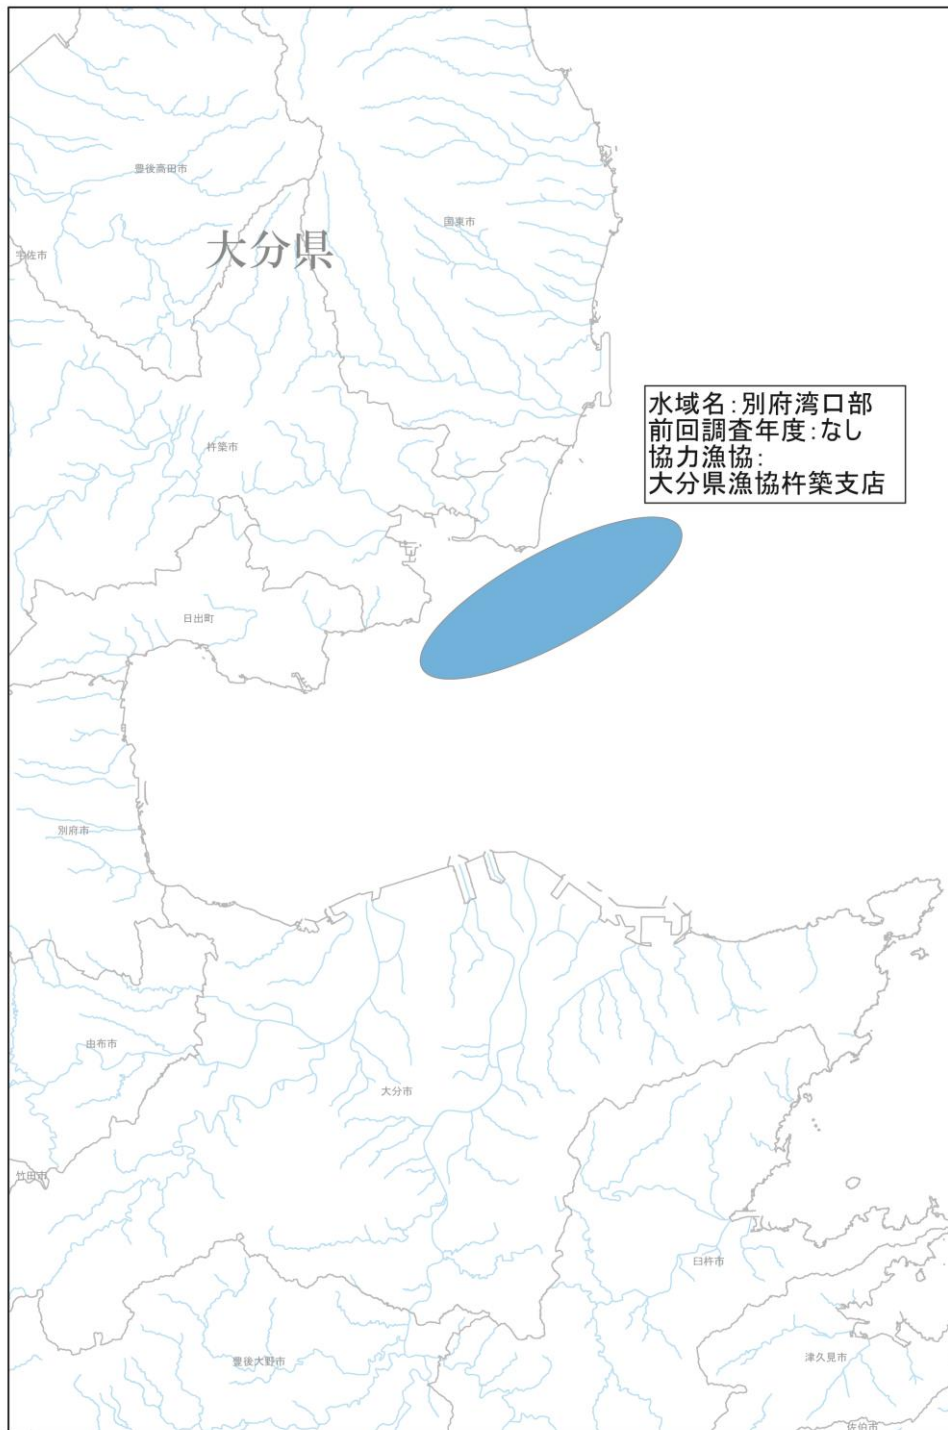 豊後高田市
国東市
大分県
宇佐市
水域名:別府湾口部
前回調査年度:なし
協力漁協:
大分県漁協杵築支店
杵築市
日出町
別府市
由布市
大分市
竹田市
臼杵市
豊後大野市
津久見市
佐伯市